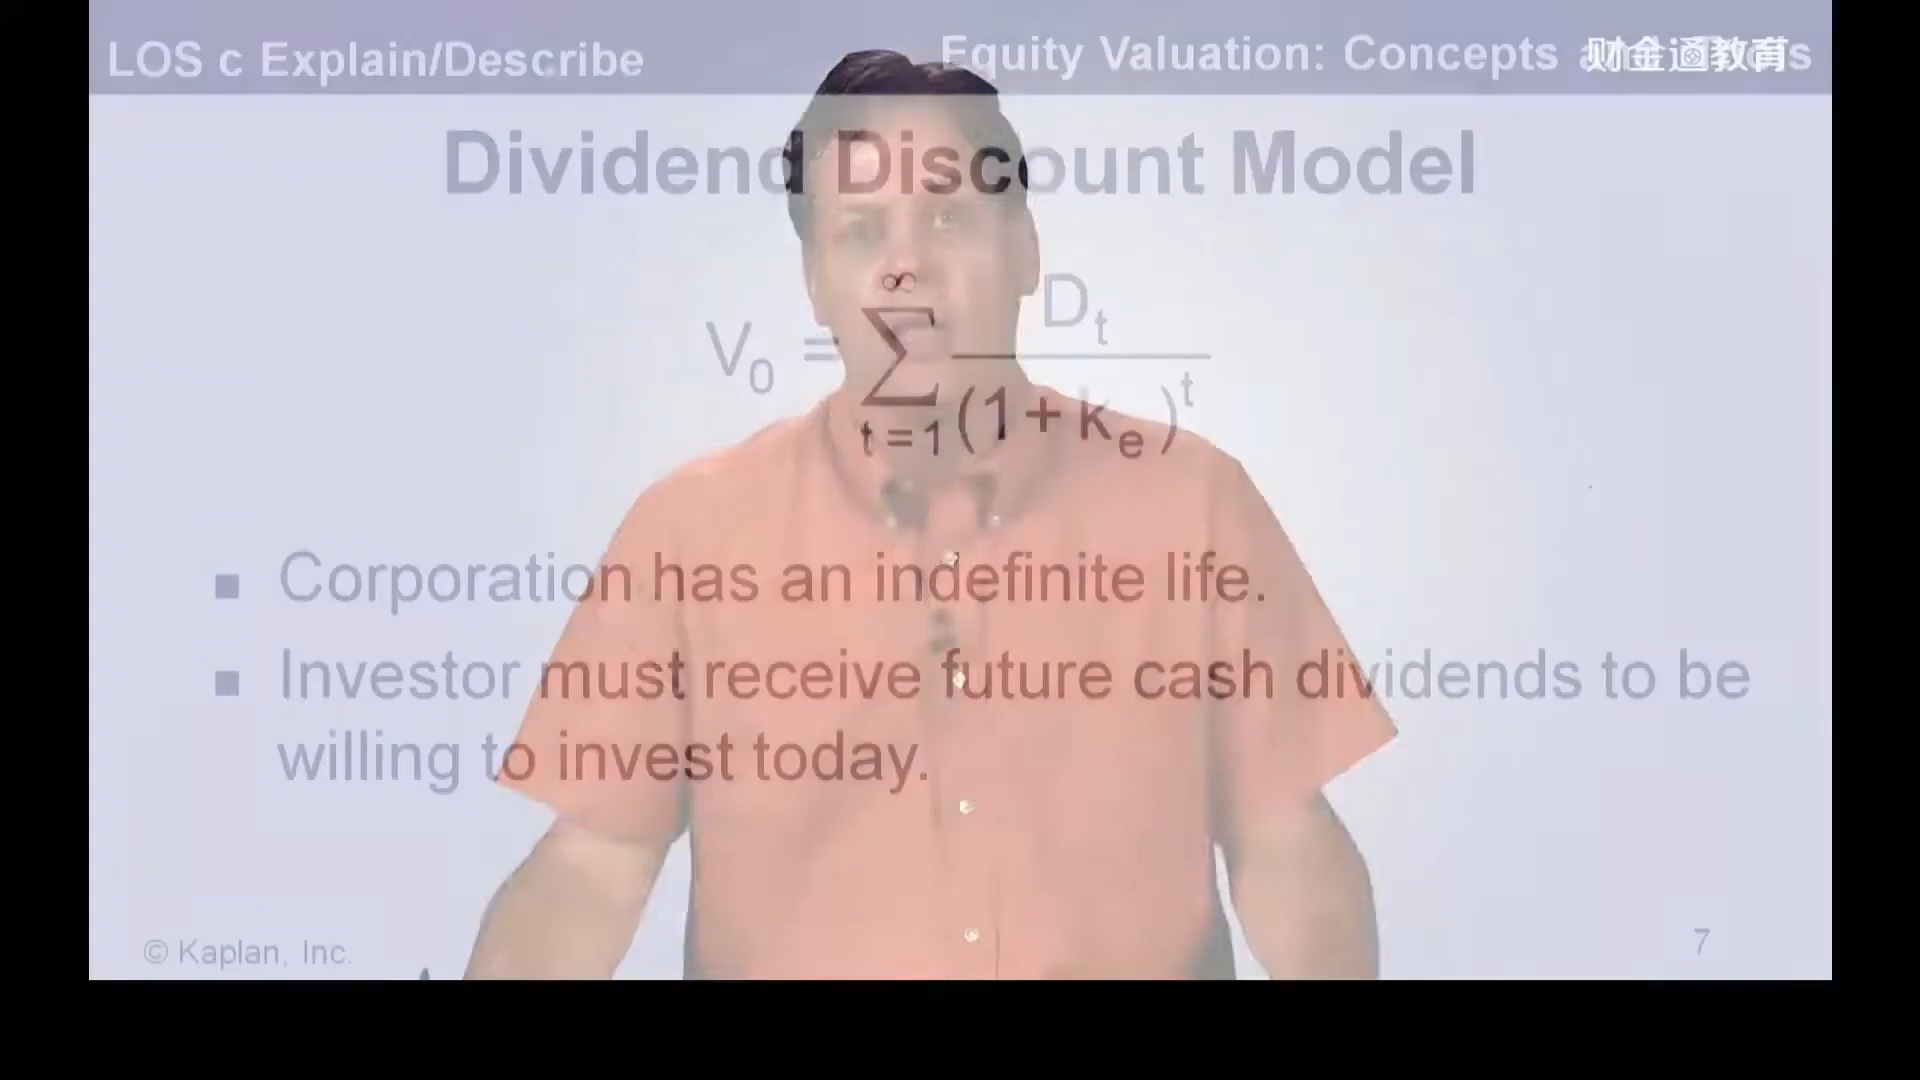 LOS c Explain/Describe
Equity Valuation: Concepts
财金通教育
Dividend Discount Model
V₀ = ∑ t = 1 ∞ Dₜ / (1 + kₑ)ᵗ
▪ Corporation has an indefinite life.
▪ Investor must receive future cash dividends to be
willing to invest today.
© Kaplan, Inc.
7